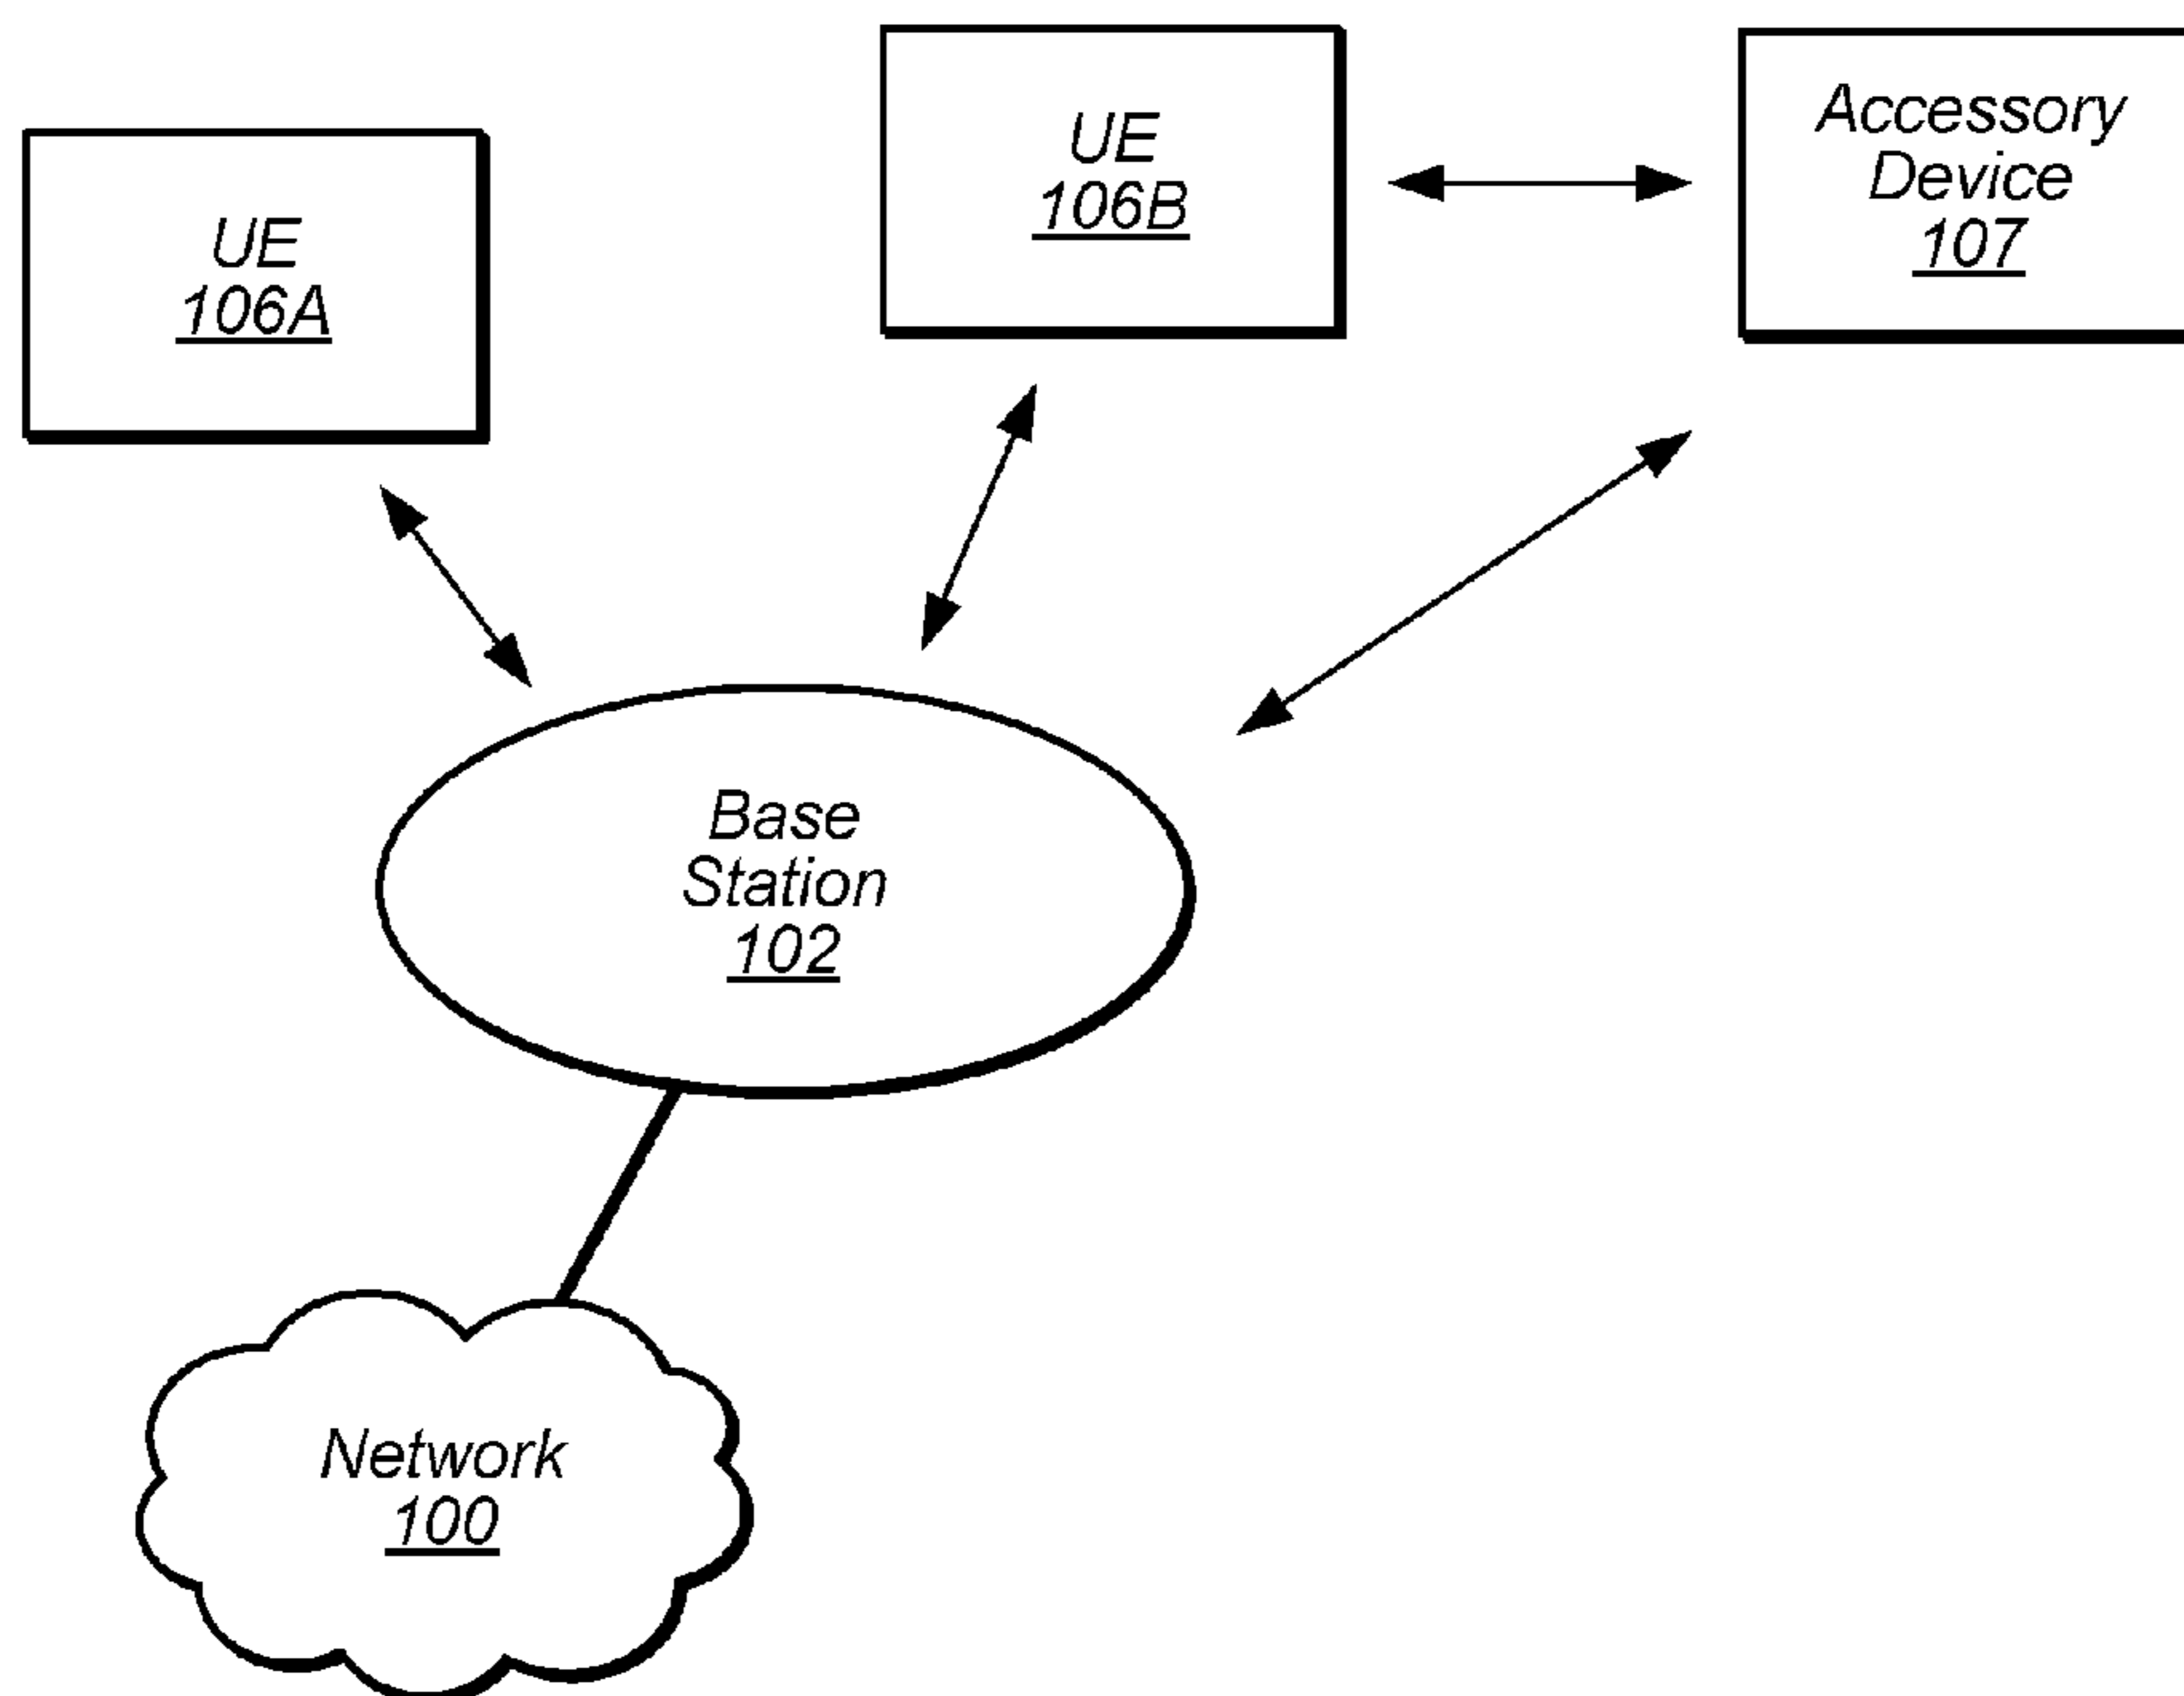 UE
106A
UE
106B
Accessory
Device
107
Base
Station
102
Network
100